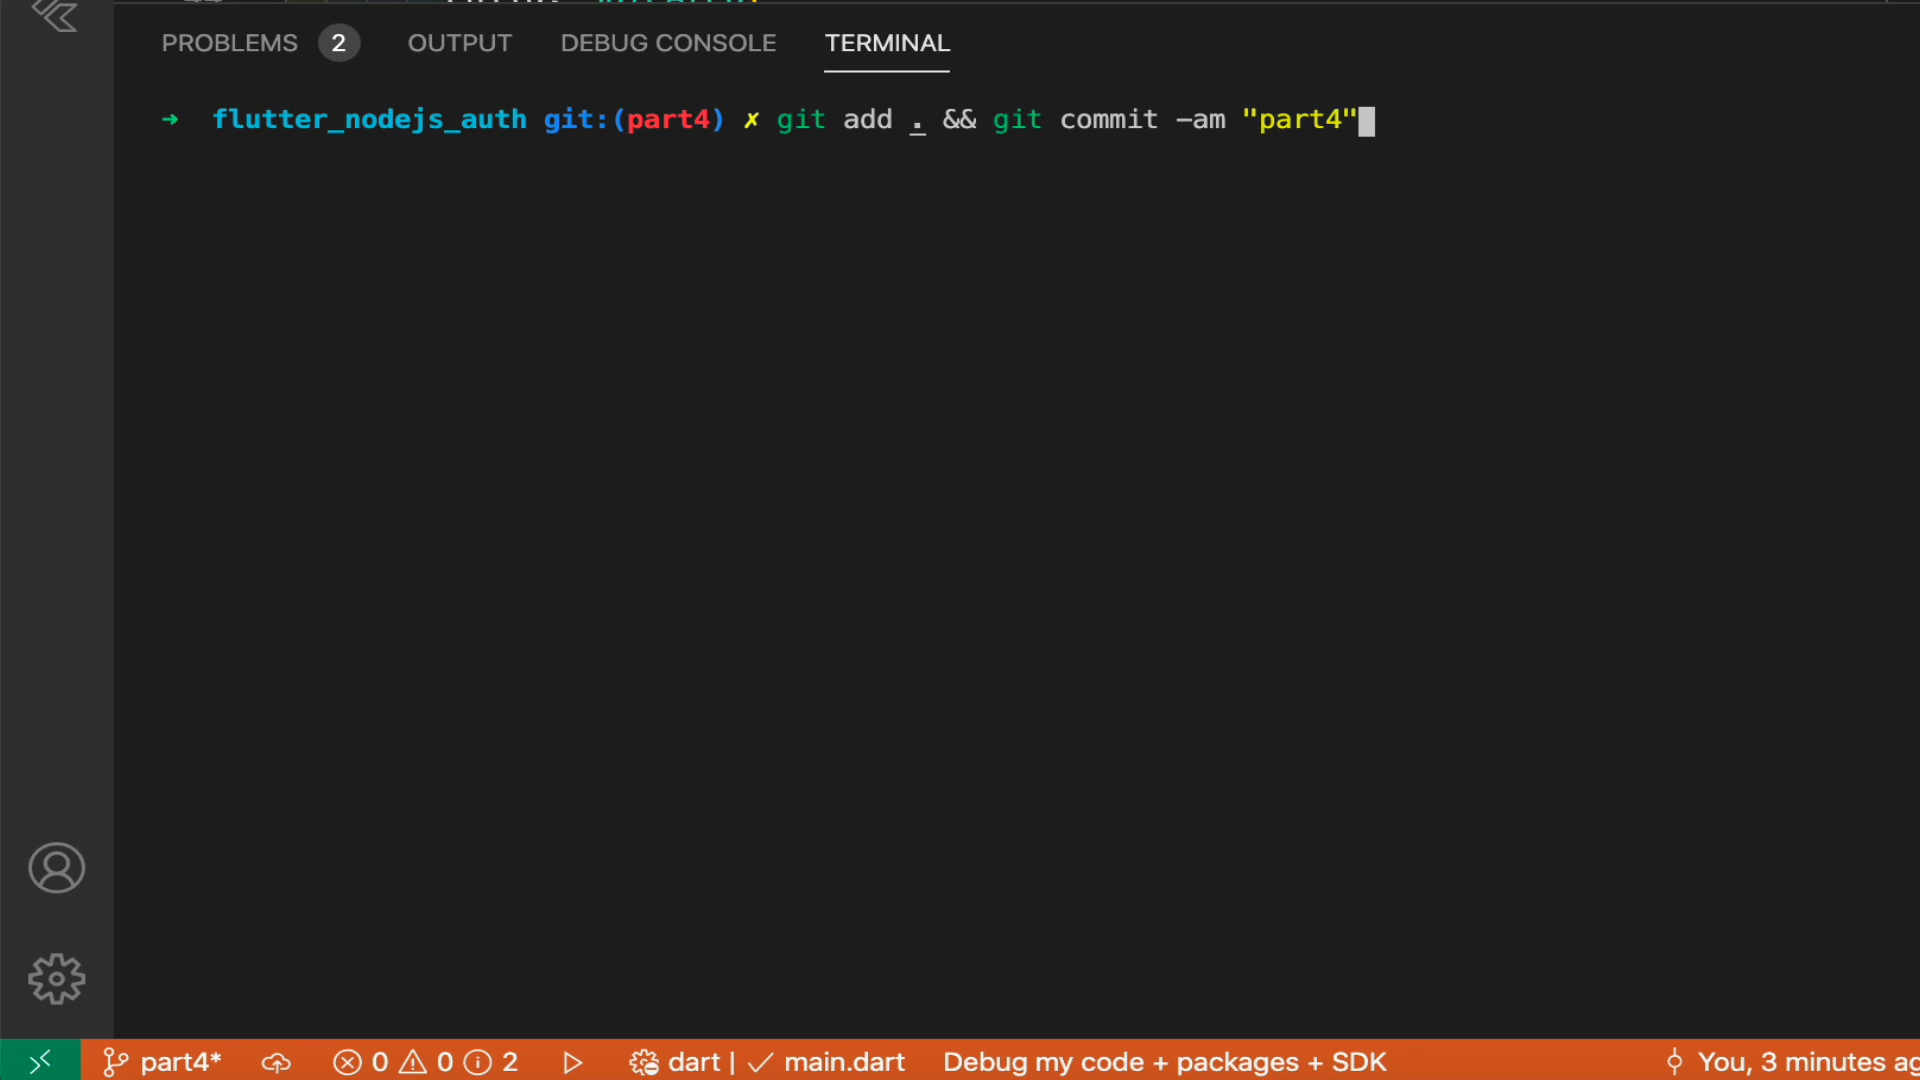 PROBLEMS 2 OUTPUT DEBUG CONSOLE TERMINAL
➜ flutter_nodejs_auth git:(part4) ✗ git add . && git commit -am "part4"
part4* 0 0 2 dart | ✓ main.dart Debug my code + packages + SDK You, 3 minutes ag